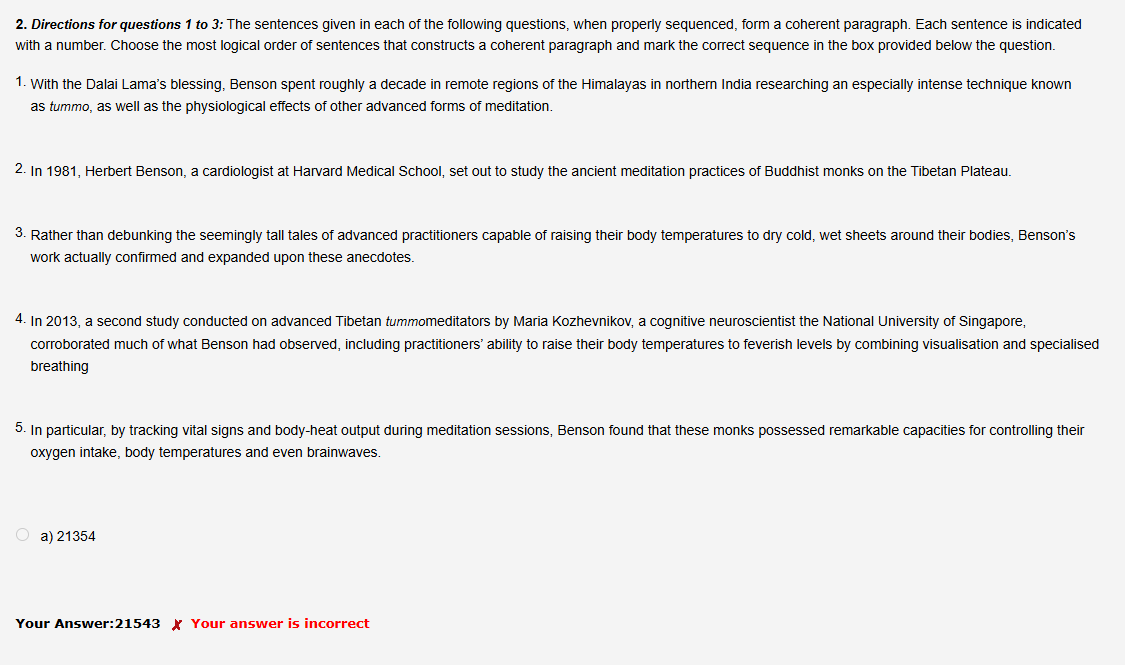 2. Directions for questions 1 to 3: The sentences given in each of the following questions, when properly sequenced, form a coherent paragraph. Each sentence is indicated
with a number. Choose the most logical order of sentences that constructs a coherent paragraph and mark the correct sequence in the box provided below the question.
1. With the Dalai Lama's blessing, Benson spent roughly a decade in remote regions of the Himalayas in northern India researching an especially intense technique known
as tummo, as well as the physiological effects of other advanced forms of meditation.
2. In 1981, Herbert Benson, a cardiologist at Harvard Medical School, set out to study the ancient meditation practices of Buddhist monks on the Tibetan Plateau.
3. Rather than debunking the seemingly tall tales of advanced practitioners capable of raising their body temperatures to dry cold, wet sheets around their bodies, Benson's
work actually confirmed and expanded upon these anecdotes.
4. In 2013, a second study conducted on advanced Tibetan tummomeditators by Maria Kozhevnikov, a cognitive neuroscientist the National University of Singapore,
corroborated much of what Benson had observed, including practitioners' ability to raise their body temperatures to feverish levels by combining visualisation and specialised
breathing
5. In particular, by tracking vital signs and body-heat output during meditation sessions, Benson found that these monks possessed remarkable capacities for controlling their
oxygen intake, body temperatures and even brainwaves.
a) 21354
Your Answer:21543 ✘ Your answer is incorrect